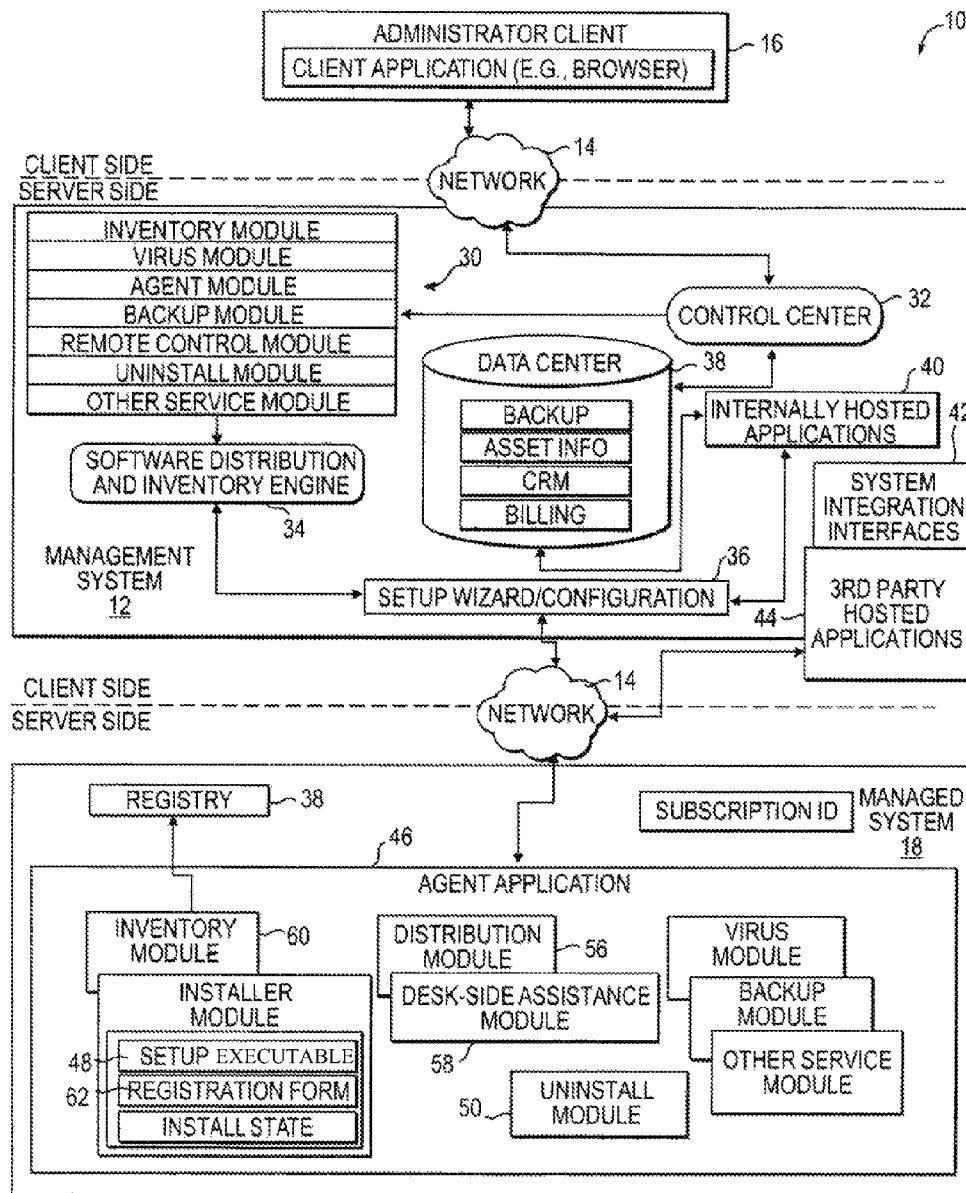 ADMINISTRATOR CLIENT
CLIENT APPLICATION (E.G., BROWSER)
16
10
14
NETWORK
CLIENT SIDE
SERVER SIDE
INVENTORY MODULE
VIRUS MODULE
AGENT MODULE
BACKUP MODULE
REMOTE CONTROL MODULE
UNINSTALL MODULE
OTHER SERVICE MODULE
30
CONTROL CENTER
32
DATA CENTER
38
BACKUP
ASSET INFO
CRM
BILLING
40
INTERNALLY HOSTED
APPLICATIONS
42
SYSTEM
INTEGRATION
INTERFACES
SOFTWARE DISTRIBUTION
AND INVENTORY ENGINE
34
MANAGEMENT
SYSTEM 12
36
SETUP WIZARD/CONFIGURATION
3RD PARTY
HOSTED
APPLICATIONS
44
CLIENT SIDE
SERVER SIDE
14
NETWORK
REGISTRY
38
SUBSCRIPTION ID
MANAGED
SYSTEM
18
46
AGENT APPLICATION
INVENTORY
MODULE
60
INSTALLER
MODULE
48
SETUP EXECUTABLE
62
REGISTRATION FORM
INSTALL STATE
DISTRIBUTION
MODULE
56
DESK-SIDE ASSISTANCE
MODULE
58
UNINSTALL
MODULE
50
VIRUS
MODULE
BACKUP
MODULE
OTHER SERVICE
MODULE